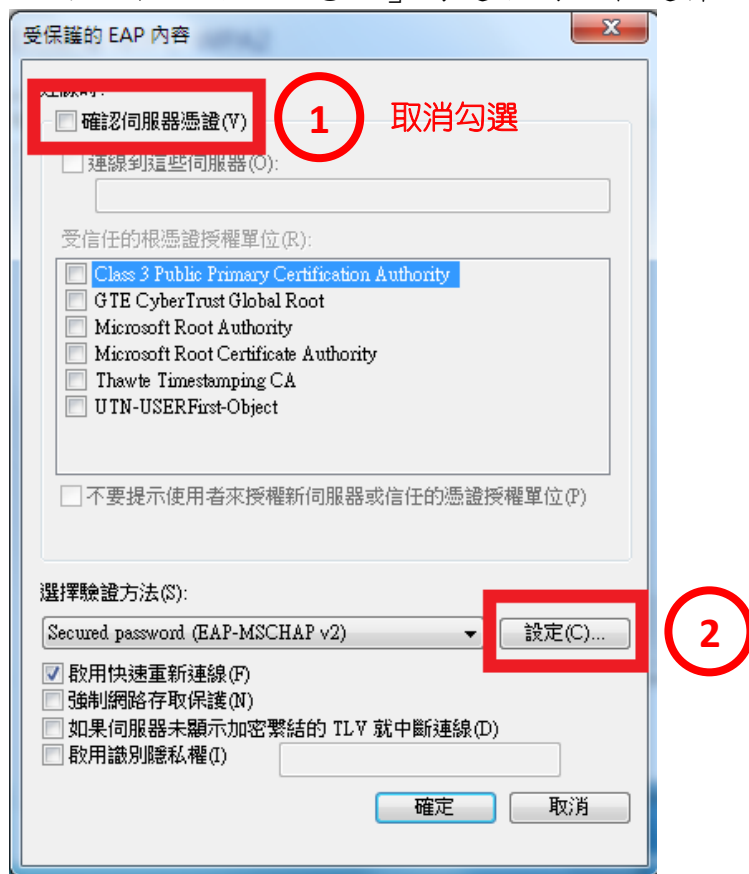 受保護的 EAP 內容
確認伺服器憑證(V)
1
取消勾選
連線到這些伺服器(O):
受信任的根憑證授權單位(R):
Class 3 Public Primary Certification Authority
GTE CyberTrust Global Root
Microsoft Root Authority
Microsoft Root Certificate Authority
Thawte Timestamping CA
UTN-USERFirst-Object
不要提示使用者來授權新伺服器或信任的憑證授權單位(P)
選擇驗證方法(S):
Secured password (EAP-MSCHAP v2)
設定(C)...
2
啟用快速重新連線(F)
強制網路存取保護(N)
如果伺服器未顯示加密繫結的 TLV 就中斷連線(D)
啟用識別隱私權(I)
確定
取消